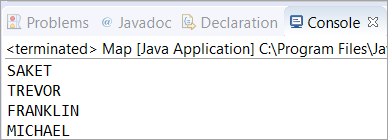 Problems @ Javadoc Declaration Console
<terminated> Map [Java Application] C:\Program Files\Ja
SAKET
TREVOR
FRANKLIN
MICHAEL